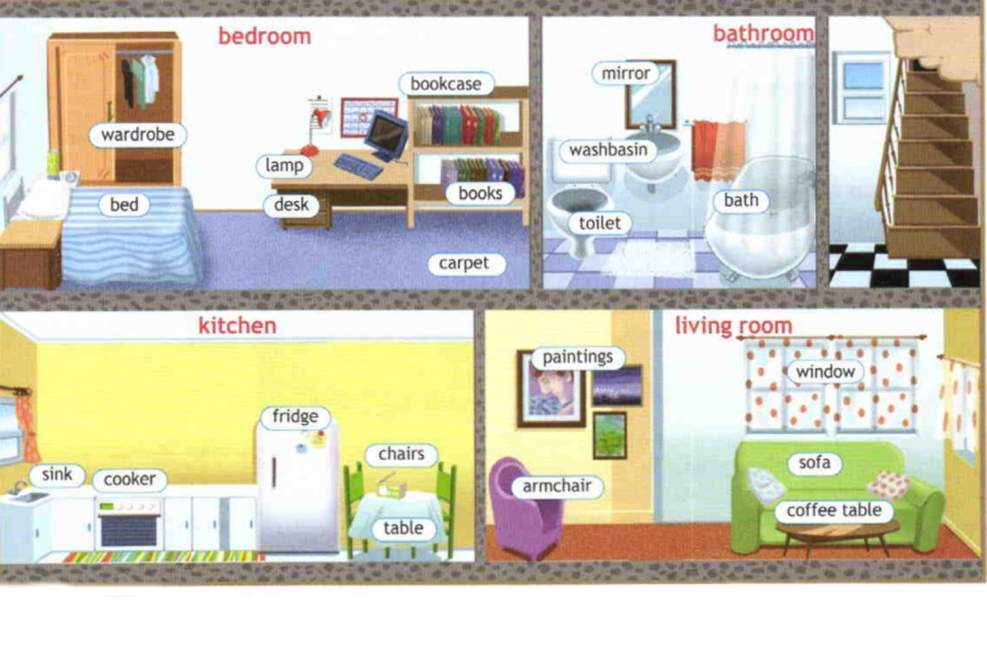 bedroom
bathroom
mirror
bookcase
wardrobe
washbasin
lamp
books
bath
bed
desk
toilet
carpet
kitchen
living room
paintings
window
fridge
chairs
sofa
sink
cooker
armchair
coffee table
table